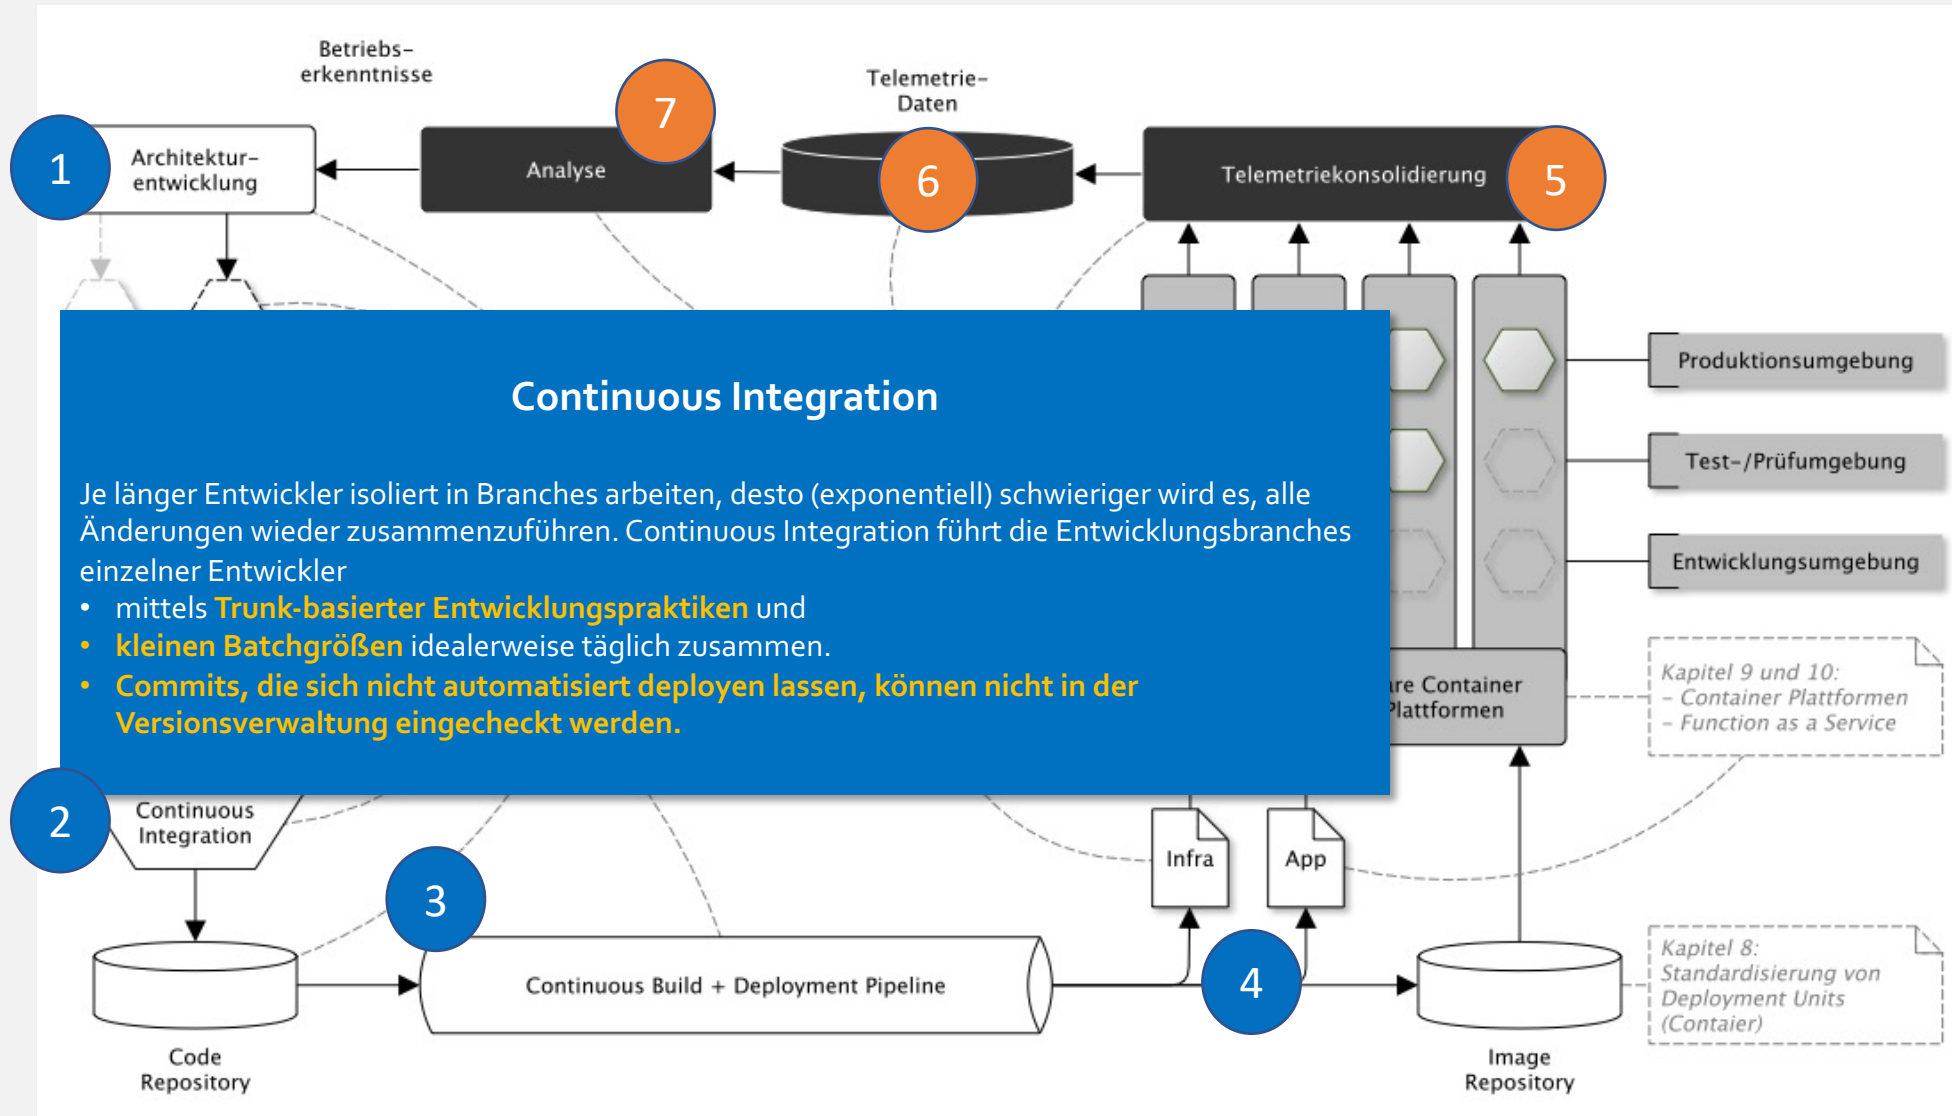 Betriebs-
erkenntnisse
7
Telemetrie-
Daten
1
Architektur-
entwicklung
Analyse
6
Telemetriekonsolidierung
5
Continuous Integration
Je länger Entwickler isoliert in Branches arbeiten, desto (exponentiell) schwieriger wird es, alle
Änderungen wieder zusammenzuführen. Continuous Integration führt die Entwicklungsbranches
einzelner Entwickler
• mittels Trunk-basierter Entwicklungspraktiken und
• kleinen Batchgrößen idealerweise täglich zusammen.
• Commits, die sich nicht automatisiert deployen lassen, können nicht in der
Versionsverwaltung eingecheckt werden.
Produktionsumgebung
Test-/Prüfumgebung
Entwicklungsumgebung
re Container
Plattformen
Kapitel 9 und 10:
- Container Plattformen
- Function as a Service
2
Continuous
Integration
3
Infra
App
Continuous Build + Deployment Pipeline
4
Kapitel 8:
Standardisierung von
Deployment Units
(Contaier)
Code
Repository
Image
Repository